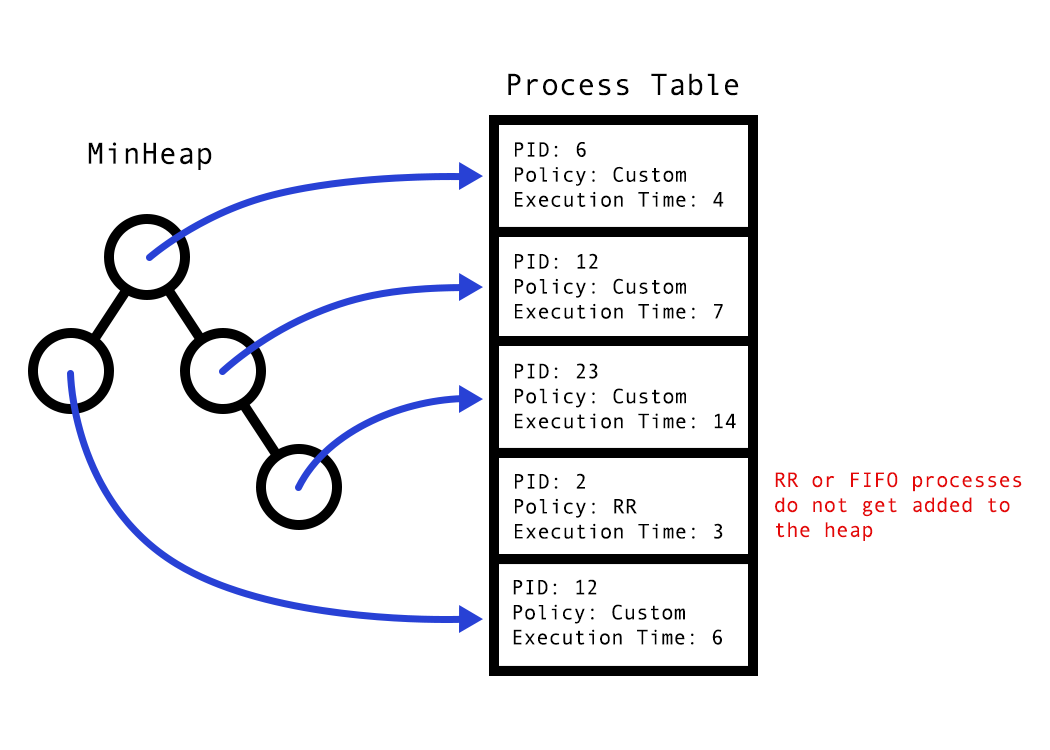 Process Table
MinHeap
PID: 6
Policy: Custom
Execution Time: 4
PID: 12
Policy: Custom
Execution Time: 7
PID: 23
Policy: Custom
Execution Time: 14
PID: 2
Policy: RR
Execution Time: 3
RR or FIFO processes
do not get added to
the heap
PID: 12
Policy: Custom
Execution Time: 6